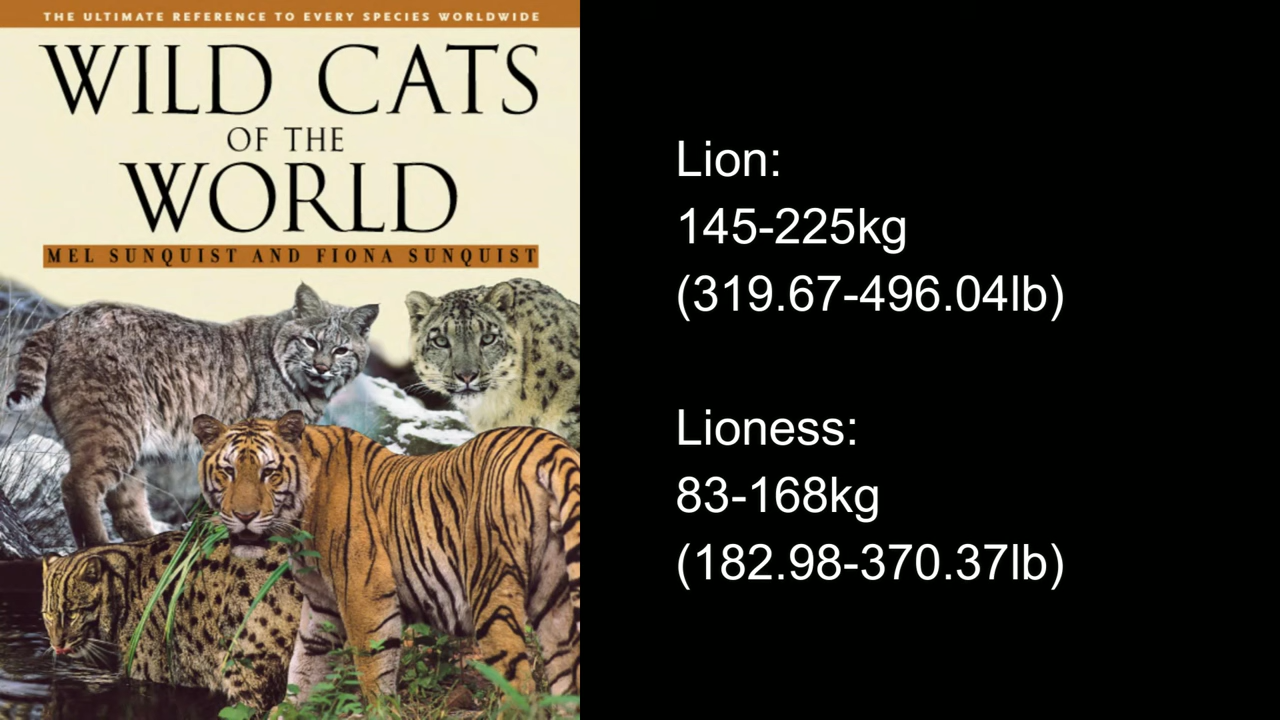 THE ULTIMATE REFERENCE TO EVERY SPECIES WORLDWIDE
WILD CATS
OF THE
WORLD
MEL SUNQUIST AND FIONA SUNQUIST
Lion:
145-225kg
(319.67-496.04lb)
Lioness:
83-168kg
(182.98-370.37lb)